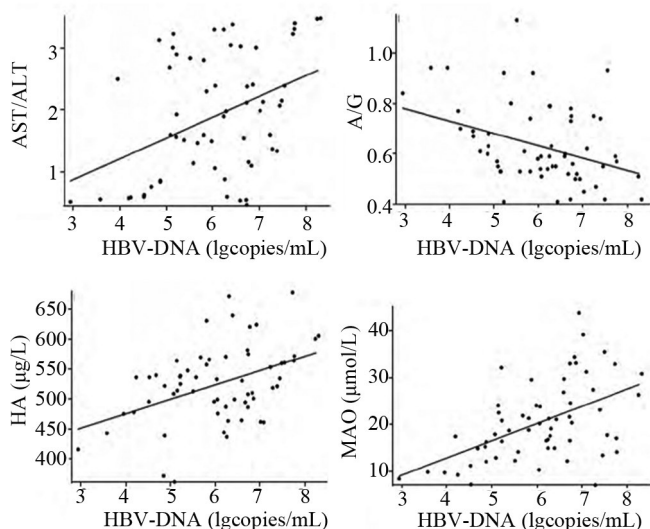 AST/ALT
3
2
1
3 4 5 6 7 8
HBV-DNA (lgcopies/mL)
A/G
1.0
0.8
0.6
0.4
3 4 5 6 7 8
HBV-DNA (lgcopies/mL)
HA (μg/L)
650
600
550
500
450
400
3 4 5 6 7 8
HBV-DNA (lgcopies/mL)
MAO (μmol/L)
40
30
20
10
3 4 5 6 7 8
HBV-DNA (lgcopies/mL)